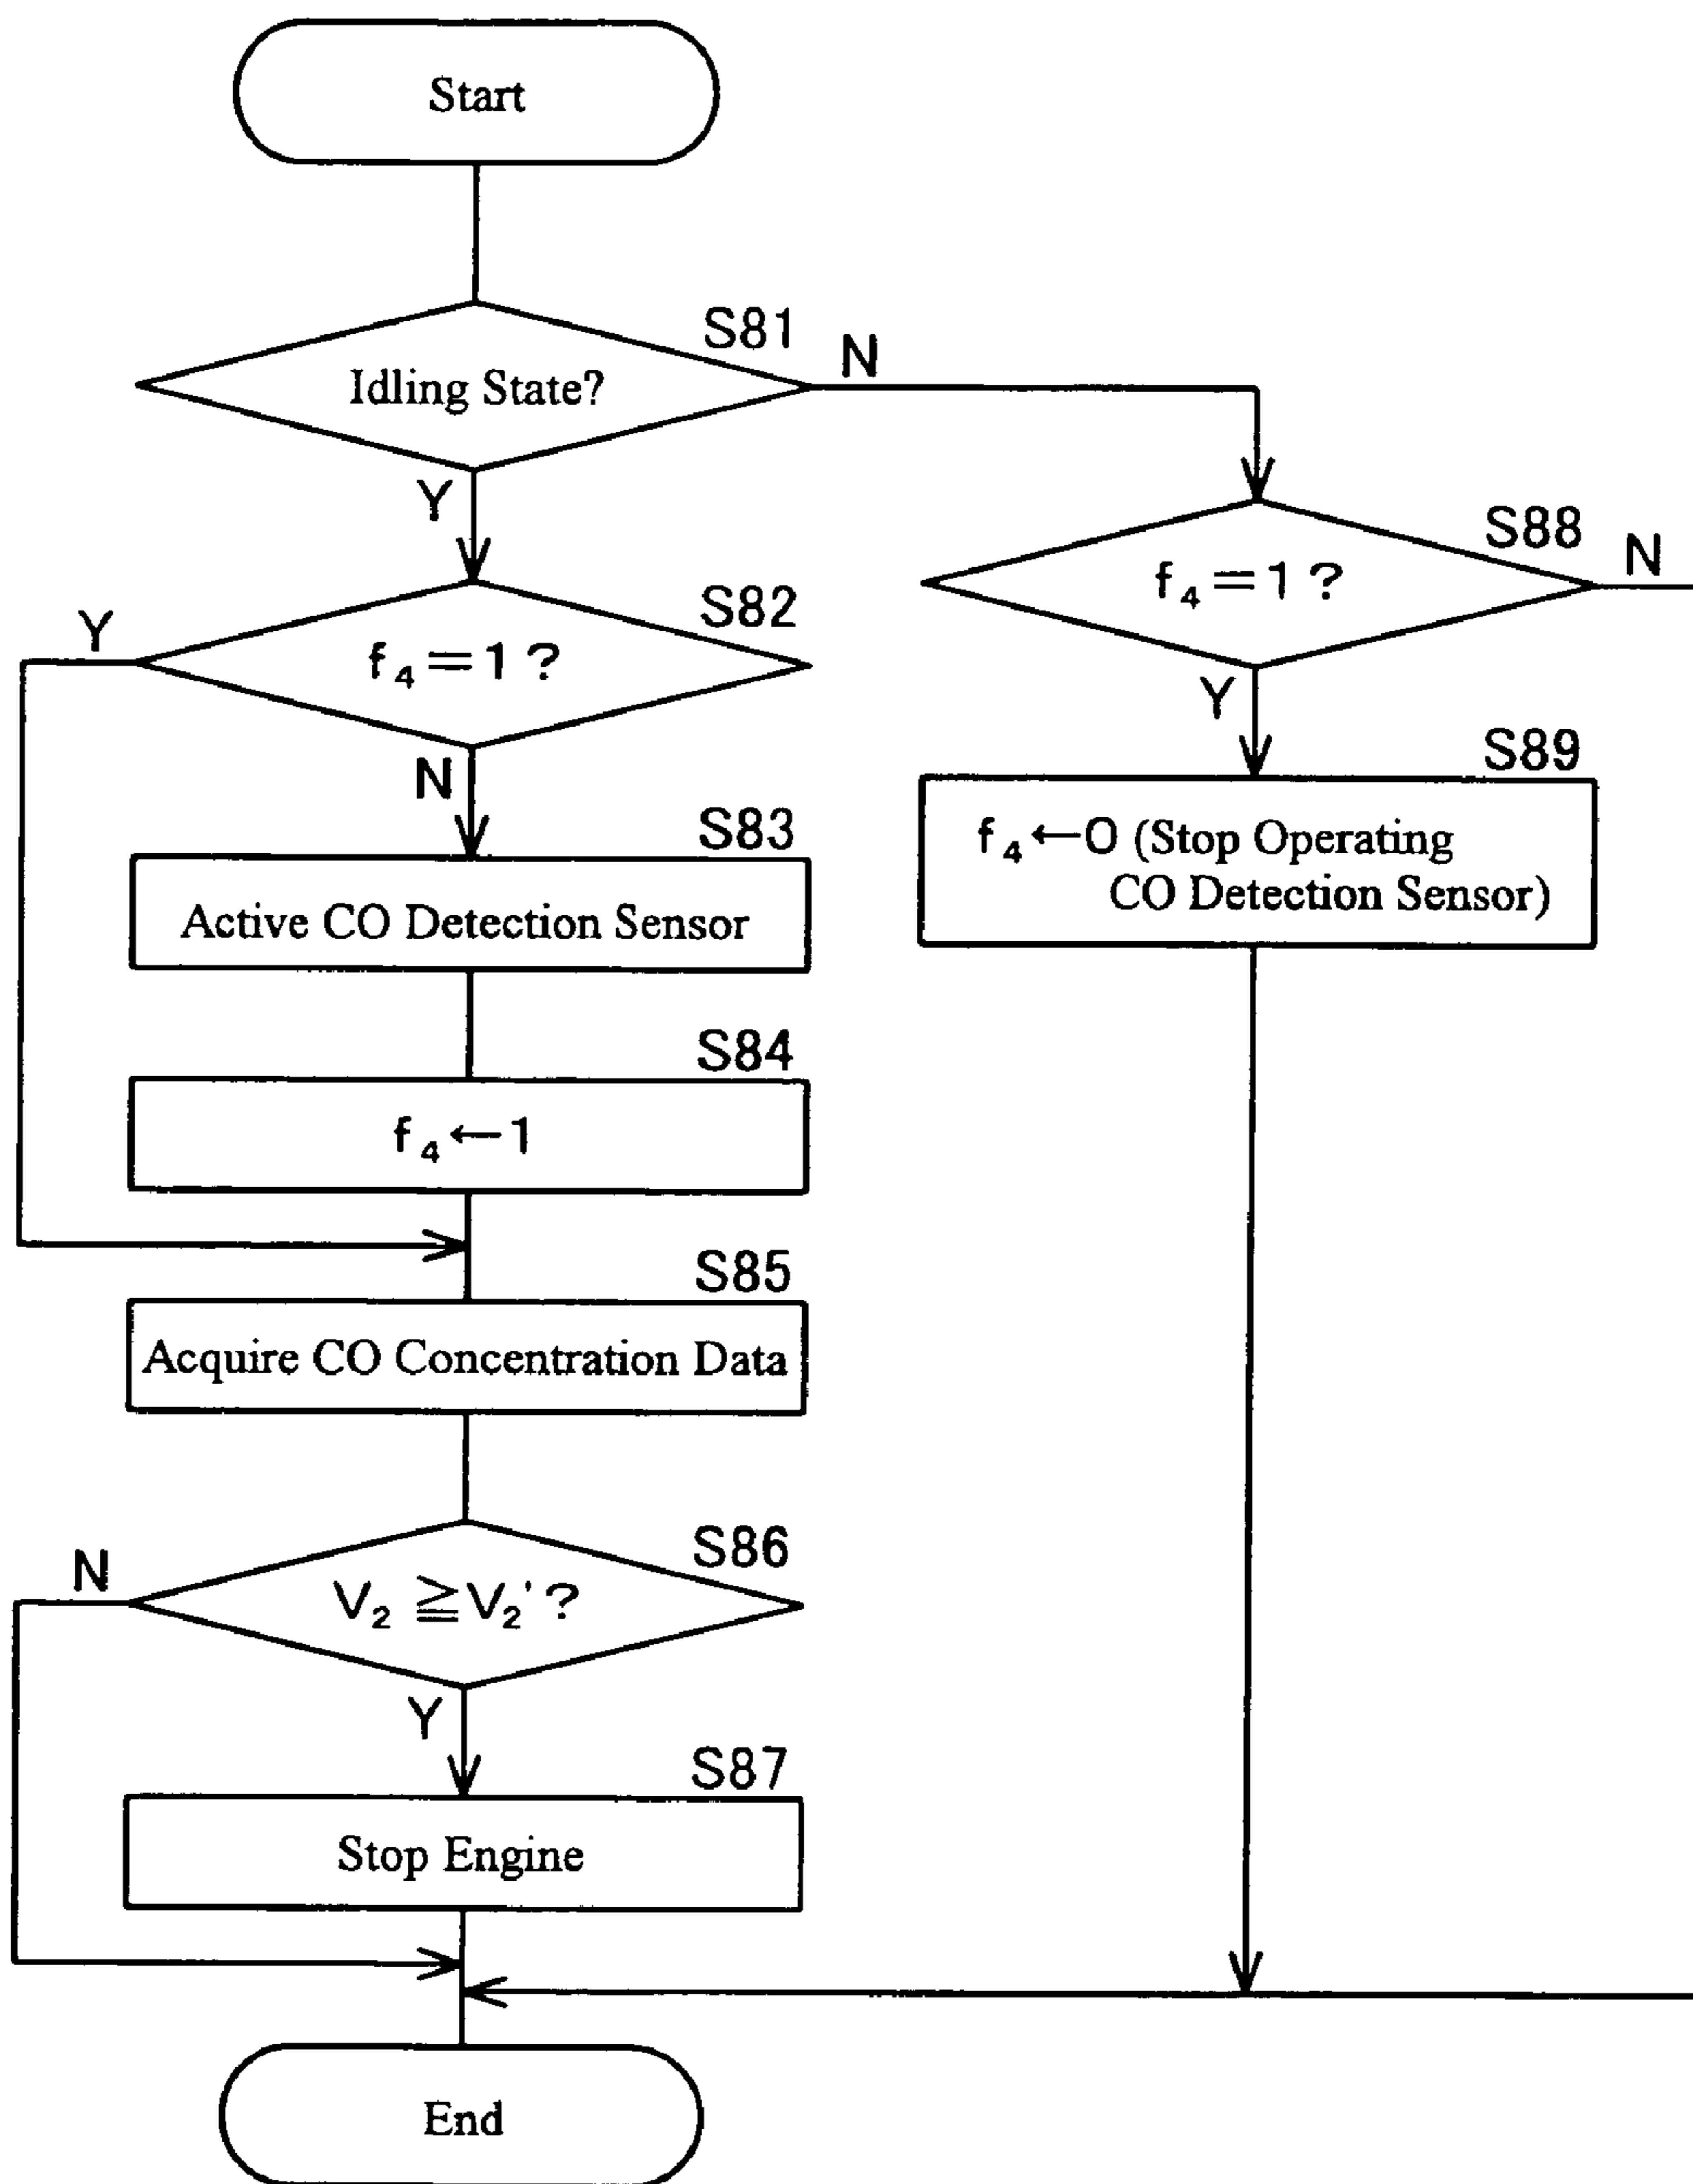 Start
S81
Idling State?
N
Y
S88
f₄=1?
N
S82
Y
f₄=1?
Y
N
S89
f₄←0 (Stop Operating
CO Detection Sensor)
S83
Active CO Detection Sensor
S84
f₄←1
S85
Acquire CO Concentration Data
S86
N
V₂≧V₂'?
Y
S87
Stop Engine
End